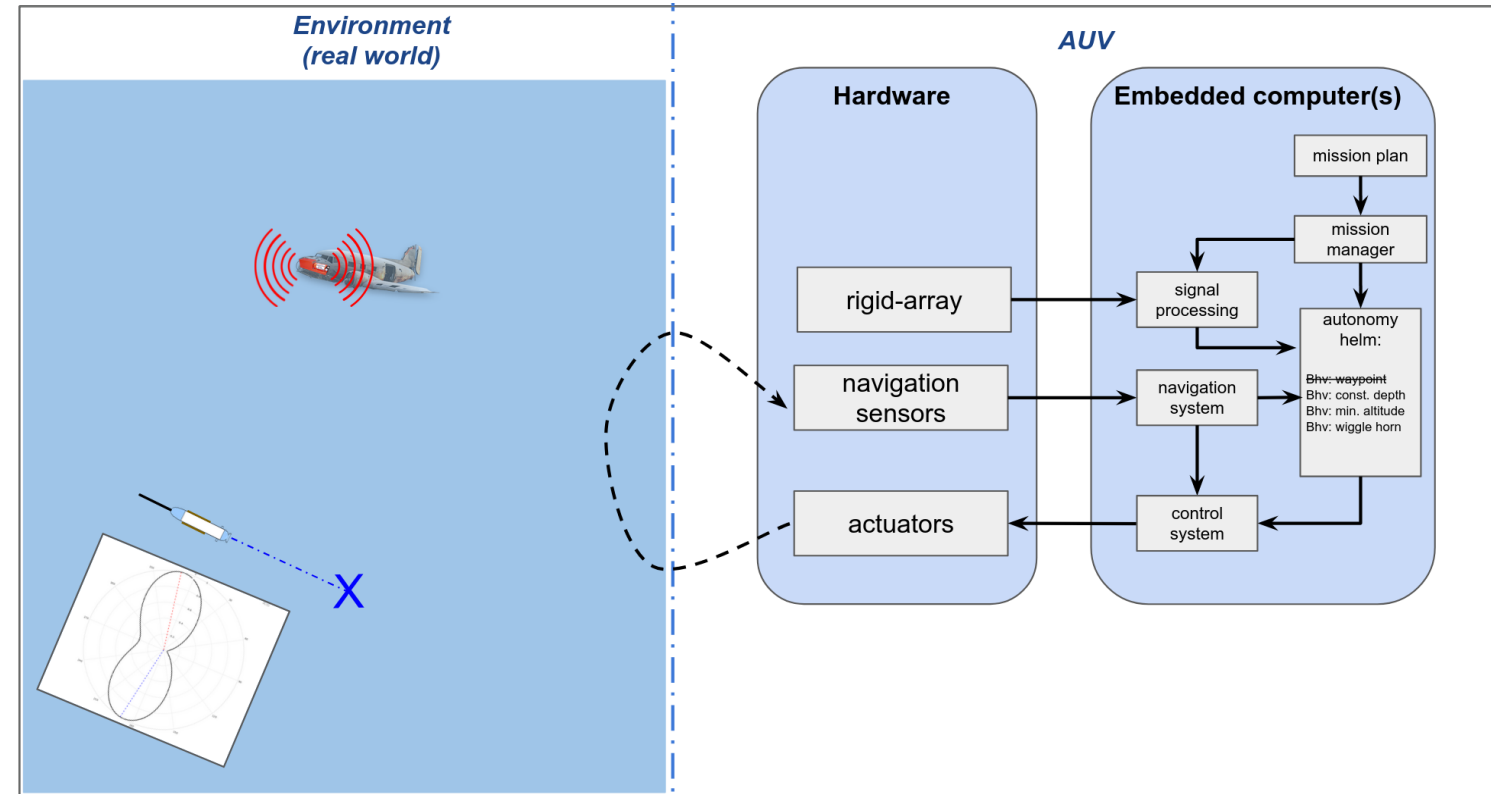 Environment
(real world)
AUV
Hardware
Embedded computer(s)
mission plan
mission
manager
rigid-array
signal
processing
autonomy
helm:
Bhv: waypoint
Bhv: const. depth
Bhv: min. altitude
Bhv: wiggle horn
navigation
sensors
navigation
system
actuators
control
system
X